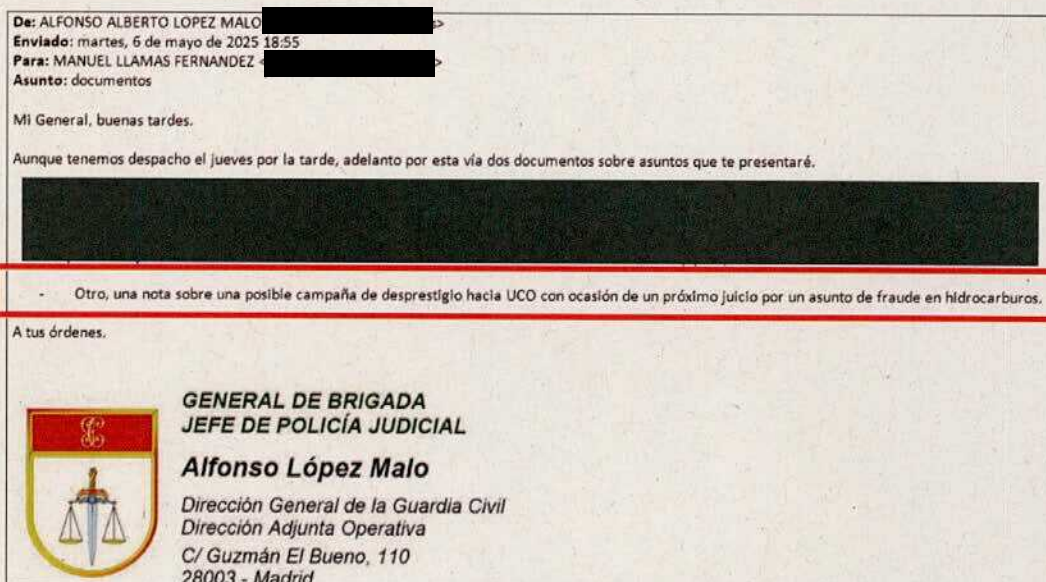 De: ALFONSO ALBERTO LOPEZ MALO
Enviado: martes, 6 de mayo de 2025 18:55
Para: MANUEL LLAMAS FERNANDEZ <
Asunto: documentos
Mi General, buenas tardes.
Aunque tenemos despacho el jueves por la tarde, adelanto por esta vía dos documentos sobre asuntos que te presentaré.
- Otro, una nota sobre una posible campaña de desprestigio hacia UCO con ocasión de un próximo juicio por un asunto de fraude en hidrocarburos.
A tus órdenes.
GENERAL DE BRIGADA
JEFE DE POLICÍA JUDICIAL
Alfonso López Malo
Dirección General de la Guardia Civil
Dirección Adjunta Operativa
C/ Guzmán El Bueno, 110
28003 - Madrid